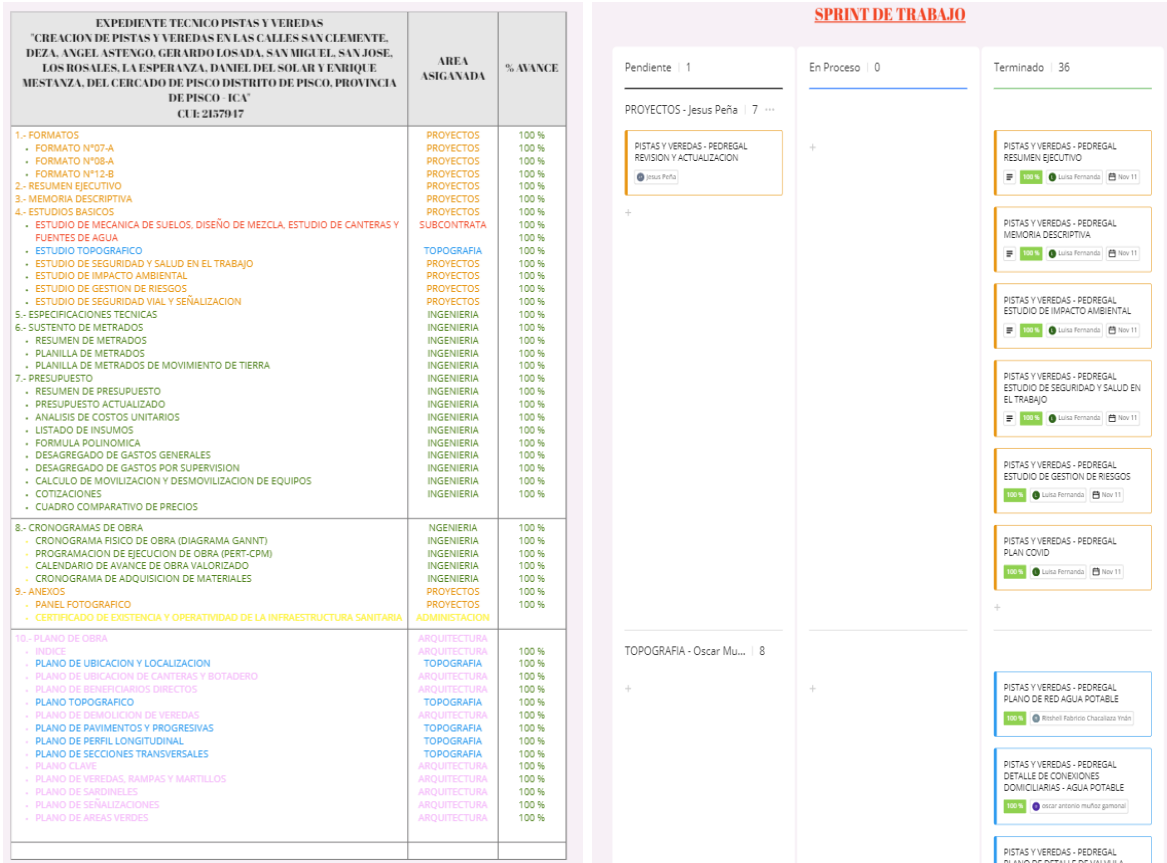 EXPEDIENTE TECNICO PISTAS Y VEREDAS
"CREACION DE PISTAS Y VEREDAS EN LAS CALLES SAN CLEMENTE,
DEZA, ANGEL ASTENGO, GERARDO LOSADA, SAN MIGUEL, SAN JOSE,
LOS ROSALES, LA ESPERANZA, DANIEL DEL SOLAR Y ENRIQUE
MESTANZA, DEL CERCADO DE PISCO DISTRITO DE PISCO, PROVINCIA
DE PISCO - ICA"
CUI: 2157947
AREA
ASIGANADA
% AVANCE
1.- FORMATOS PROYECTOS 100 %
FORMATO N°07-A PROYECTOS 100 %
FORMATO N°08-A PROYECTOS 100 %
FORMATO N°12-B PROYECTOS 100 %
2.- RESUMEN EJECUTIVO PROYECTOS 100 %
3.- MEMORIA DESCRIPTIVA PROYECTOS 100 %
4.- ESTUDIOS BASICOS PROYECTOS 100 %
ESTUDIO DE MECANICA DE SUELOS, DISEÑO DE MEZCLA, ESTUDIO DE CANTERAS Y SUBCONTRATA 100 %
FUENTES DE AGUA 100 %
ESTUDIO TOPOGRAFICO TOPOGRAFIA 100 %
ESTUDIO DE SEGURIDAD Y SALUD EN EL TRABAJO PROYECTOS 100 %
ESTUDIO DE IMPACTO AMBIENTAL PROYECTOS 100 %
ESTUDIO DE GESTION DE RIESGOS PROYECTOS 100 %
ESTUDIO DE SEGURIDAD VIAL Y SEÑALIZACION PROYECTOS 100 %
5.- ESPECIFICACIONES TECNICAS INGENIERIA 100 %
6.- SUSTENTO DE METRADOS INGENIERIA 100 %
RESUMEN DE METRADOS INGENIERIA 100 %
PLANILLA DE METRADOS INGENIERIA 100 %
PLANILLA DE METRADOS DE MOVIMIENTO DE TIERRA INGENIERIA 100 %
7.- PRESUPUESTO INGENIERIA 100 %
RESUMEN DE PRESUPUESTO INGENIERIA 100 %
PRESUPUESTO ACTUALIZADO INGENIERIA 100 %
ANALISIS DE COSTOS UNITARIOS INGENIERIA 100 %
LISTADO DE INSUMOS INGENIERIA 100 %
FORMULA POLINOMICA INGENIERIA 100 %
DESAGREGADO DE GASTOS GENERALES INGENIERIA 100 %
DESAGREGADO DE GASTOS POR SUPERVISION INGENIERIA 100 %
CALCULO DE MOVILIZACION Y DESMOVILIZACION DE EQUIPOS INGENIERIA 100 %
COTIZACIONES INGENIERIA 100 %
CUADRO COMPARATIVO DE PRECIOS
8.- CRONOGRAMAS DE OBRA NGENIERIA 100 %
CRONOGRAMA FISICO DE OBRA (DIAGRAMA GANNT) INGENIERIA 100 %
PROGRAMACION DE EJECUCION DE OBRA (PERT-CPM) INGENIERIA 100 %
CALENDARIO DE AVANCE DE OBRA VALORIZADO INGENIERIA 100 %
CRONOGRAMA DE ADQUISICION DE MATERIALES INGENIERIA 100 %
9.- ANEXOS PROYECTOS 100 %
PANEL FOTOGRAFICO PROYECTOS 100 %
CERTIFICADO DE EXISTENCIA Y OPERATIVIDAD DE LA INFRAESTRUCTURA SANITARIA ADMINISTACION
10.- PLANO DE OBRA ARQUITECTURA
INDICE ARQUITECTURA 100 %
PLANO DE UBICACION Y LOCALIZACION TOPOGRAFIA 100 %
PLANO DE UBICACION DE CANTERAS Y BOTADERO ARQUITECTURA 100 %
PLANO DE BENEFICIARIOS DIRECTOS ARQUITECTURA 100 %
PLANO TOPOGRAFICO TOPOGRAFIA 100 %
PLANO DE DEMOLICION DE VEREDAS ARQUITECTURA 100 %
PLANO DE PAVIMENTOS Y PROGRESIVAS TOPOGRAFIA 100 %
PLANO DE PERFIL LONGITUDINAL TOPOGRAFIA 100 %
PLANO DE SECCIONES TRANSVERSALES TOPOGRAFIA 100 %
PLANO CLAVE ARQUITECTURA 100 %
PLANO DE VEREDAS, RAMPAS Y MARTILLOS ARQUITECTURA 100 %
PLANO DE SARDINELES ARQUITECTURA 100 %
PLANO DE SEÑALIZACIONES ARQUITECTURA 100 %
PLANO DE AREAS VERDES ARQUITECTURA 100 %
SPRINT DE TRABAJO
Pendiente | 1
En Proceso | 0
Terminado | 36
PROYECTOS - Jesus Peña | 7 ···
PISTAS Y VEREDAS - PEDREGAL
REVISION Y ACTUALIZACION
Jesus Peña
PISTAS Y VEREDAS - PEDREGAL
RESUMEN EJECUTIVO
100 % Luisa Fernanda Nov 11
PISTAS Y VEREDAS - PEDREGAL
MEMORIA DESCRIPTIVA
100 % Luisa Fernanda Nov 11
PISTAS Y VEREDAS - PEDREGAL
ESTUDIO DE IMPACTO AMBIENTAL
100 % Luisa Fernanda Nov 11
PISTAS Y VEREDAS - PEDREGAL
ESTUDIO DE SEGURIDAD Y SALUD EN
EL TRABAJO
100 % Luisa Fernanda Nov 11
PISTAS Y VEREDAS - PEDREGAL
ESTUDIO DE GESTION DE RIESGOS
100 % Luisa Fernanda Nov 11
PISTAS Y VEREDAS - PEDREGAL
PLAN COVID
100 % Luisa Fernanda Nov 11
TOPOGRAFIA - Oscar Mu... | 8
PISTAS Y VEREDAS - PEDREGAL
PLANO DE RED AGUA POTABLE
100 % Fabricio Chacaliaza
PISTAS Y VEREDAS - PEDREGAL
DETALLE DE CONEXIONES
DOMICILIARIAS - AGUA POTABLE
100 % oscar antonio muñoz gamonal
PISTAS Y VEREDAS - PEDREGAL
PLANO DE DETALLE DE VALVULA